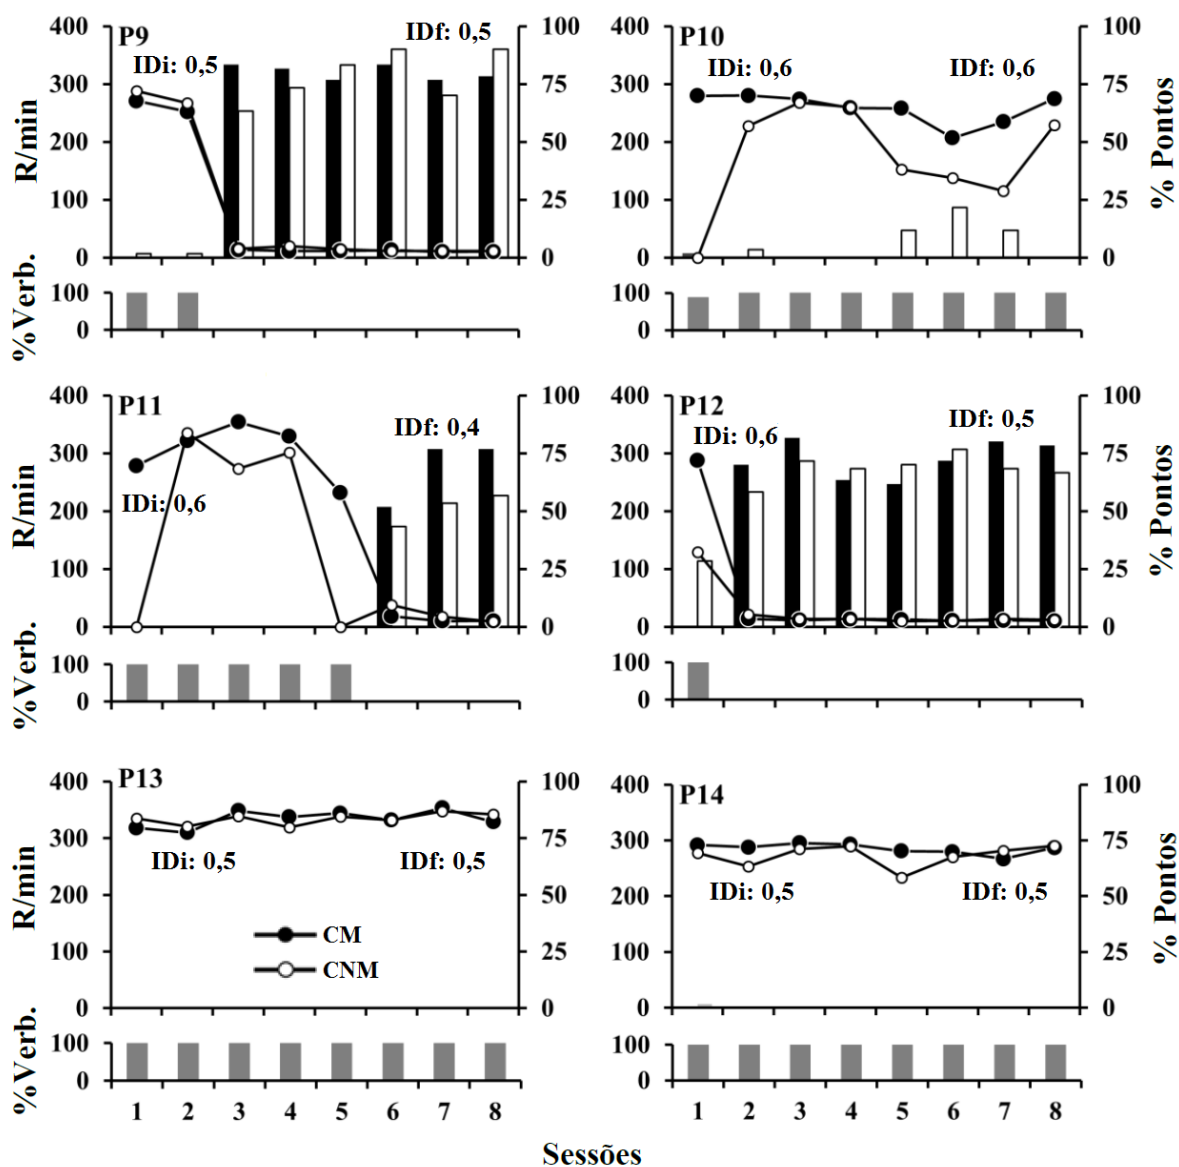 P9
IDi: 0,5
IDf: 0,5
400
300
200
100
0
R/min
100
75
50
25
0
%Verb.
100
0
P10
IDi: 0,6
IDf: 0,6
400
300
200
100
0
100
75
50
25
0
% Pontos
100
0
P11
IDi: 0,6
IDf: 0,4
400
300
200
100
0
R/min
100
75
50
25
0
%Verb.
100
0
P12
IDi: 0,6
IDf: 0,5
400
300
200
100
0
100
75
50
25
0
% Pontos
100
0
P13
IDi: 0,5
IDf: 0,5
CM
CNM
400
300
200
100
0
R/min
100
75
50
25
0
%Verb.
100
0
1 2 3 4 5 6 7 8
P14
IDi: 0,5
IDf: 0,5
400
300
200
100
0
100
75
50
25
0
% Pontos
100
0
1 2 3 4 5 6 7 8
Sessões